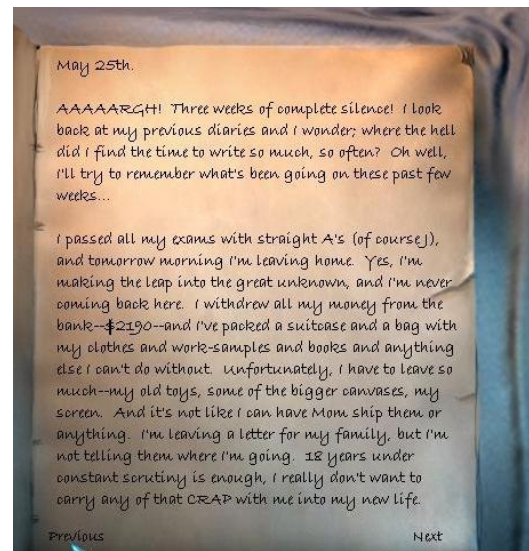 May 25th.
AAAAARGH! Three weeks of complete silence! I look
back at my previous diaries and I wonder; where the hell
did I find the time to write so much, so often? Oh well,
I'll try to remember what's been going on these past few
weeks...
I passed all my exams with straight A's (of course!),
and tomorrow morning I'm leaving home. Yes, I'm
making the leap into the great unknown, and I'm never
coming back here. I withdrew all my money from the
bank--$2190--and I've packed a suitcase and a bag with
my clothes and work-samples and books and anything
else I can't do without. Unfortunately, I have to leave so
much--my old toys, some of the bigger canvases, my
screen. And it's not like I can have Mom ship them or
anything. I'm leaving a letter for my family, but I'm
not telling them where I'm going. 18 years under
constant scrutiny is enough, I really don't want to
carry any of that CRAP with me into my new life.
Previous Next